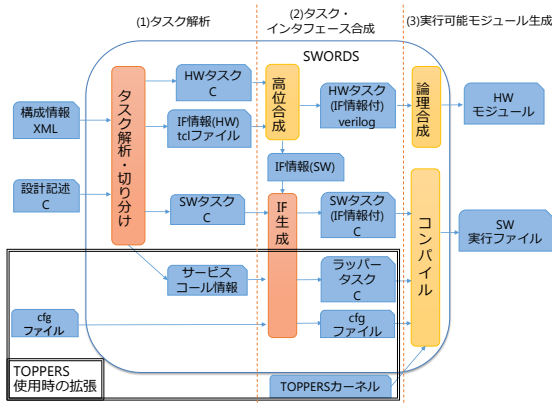 (1)タスク解析
(2)タスク・
インタフェース合成
(3)実行可能モジュール生成
SWORDS
構成情報
XML
設計記述
C
タスク解析・切り分け
HWタスク
C
IF情報(HW)
tclファイル
SWタスク
C
サービス
コール情報
高位合成
IF情報(SW)
IF生成
HWタスク
(IF情報付)
verilog
SWタスク
(IF情報付)
C
ラッパー
タスク
C
cfg
ファイル
論理合成
コンパイル
HW
モジュール
SW
実行ファイル
cfg
ファイル
TOPPERS
使用時の拡張
TOPPERSカーネル